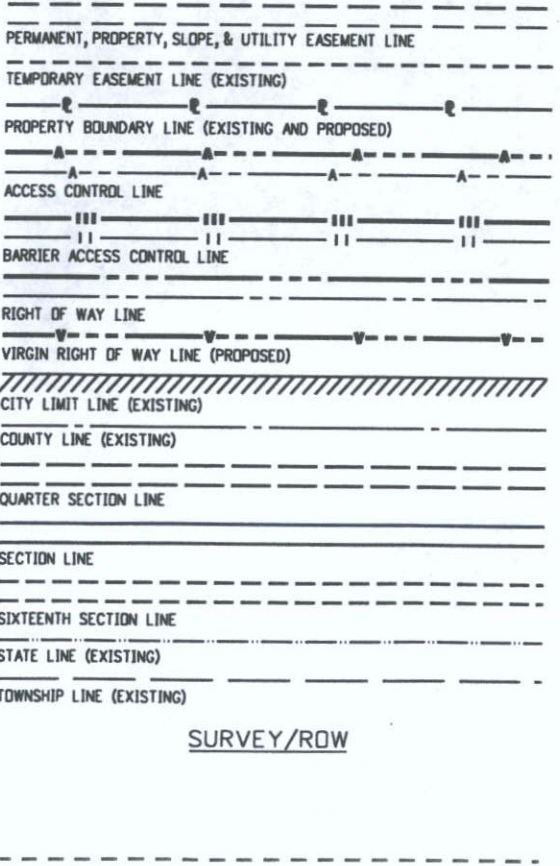 PERMANENT, PROPERTY, SLOPE, & UTILITY EASEMENT LINE
TEMPORARY EASEMENT LINE (EXISTING)
PROPERTY BOUNDARY LINE (EXISTING AND PROPOSED)
A A A A
A A A A
ACCESS CONTROL LINE
BARRIER ACCESS CONTROL LINE
RIGHT OF WAY LINE
V V V V
VIRGIN RIGHT OF WAY LINE (PROPOSED)
CITY LIMIT LINE (EXISTING)
COUNTY LINE (EXISTING)
QUARTER SECTION LINE
SECTION LINE
SIXTEENTH SECTION LINE
STATE LINE (EXISTING)
TOWNSHIP LINE (EXISTING)
SURVEY/ROW